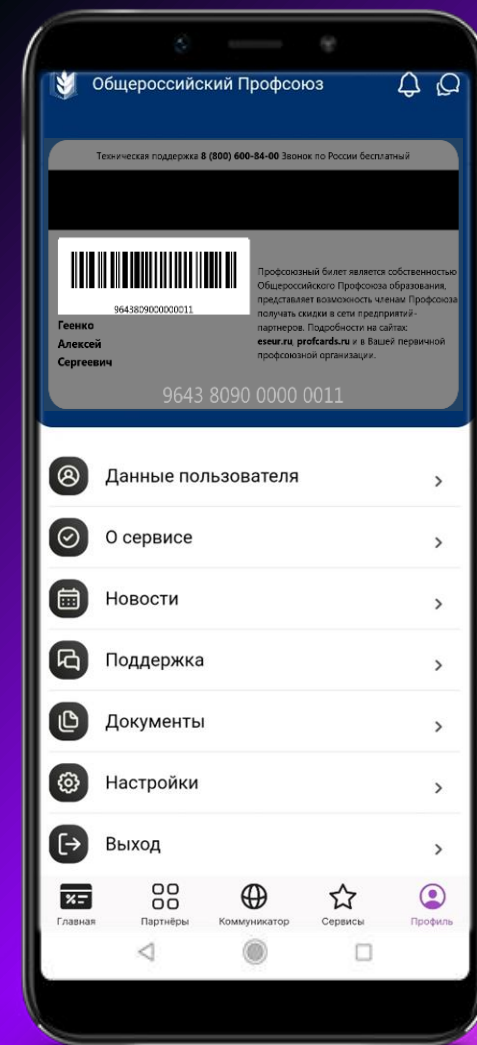 Общероссийский Профсоюз
Техническая поддержка 8 (800) 600-84-00 Звонок по России бесплатный
9643809000000011
Геенко
Алексей
Сергеевич
Профсоюзный билет является собственностью
Общероссийского Профсоюза образования,
представляет возможность членам Профсоюза
получать скидки в сети предприятий-
партнеров. Подробности на сайтах:
eseur.ru, profcards.ru и в Вашей первичной
профсоюзной организации.
9643 8090 0000 0011
Данные пользователя
О сервисе
Новости
Поддержка
Документы
Настройки
Выход
Главная
Партнёры
Коммуникатор
Сервисы
Профиль